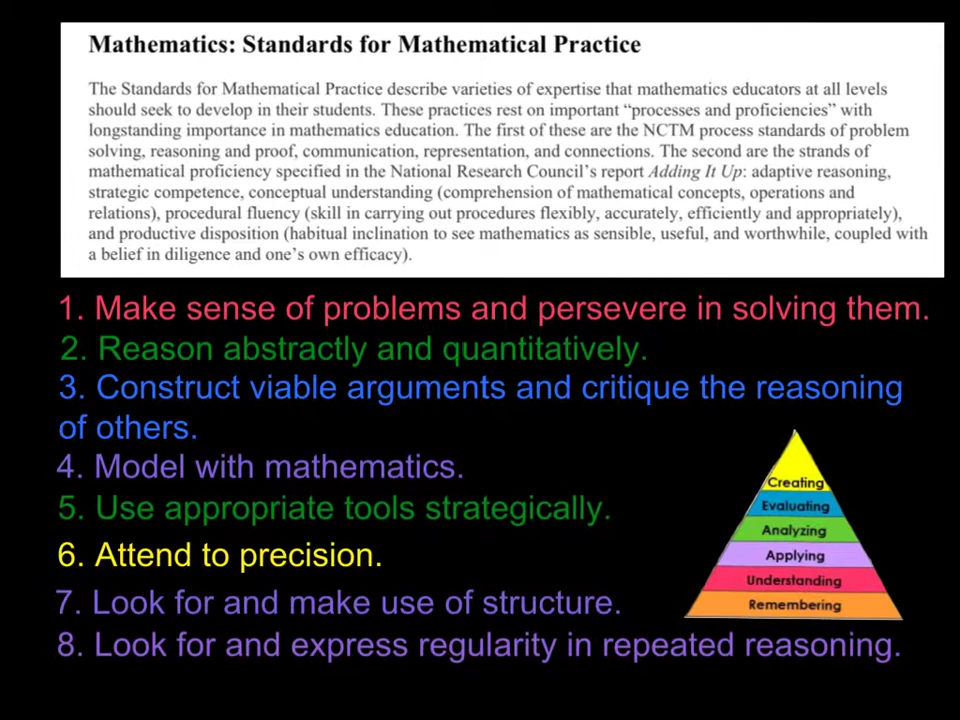 Mathematics: Standards for Mathematical Practice
The Standards for Mathematical Practice describe varieties of expertise that mathematics educators at all levels
should seek to develop in their students. These practices rest on important “processes and proficiencies” with
longstanding importance in mathematics education. The first of these are the NCTM process standards of problem
solving, reasoning and proof, communication, representation, and connections. The second are the strands of
mathematical proficiency specified in the National Research Council’s report Adding It Up: adaptive reasoning,
strategic competence, conceptual understanding (comprehension of mathematical concepts, operations and
relations), procedural fluency (skill in carrying out procedures flexibly, accurately, efficiently and appropriately),
and productive disposition (habitual inclination to see mathematics as sensible, useful, and worthwhile, coupled with
a belief in diligence and one’s own efficacy).
1. Make sense of problems and persevere in solving them.
2. Reason abstractly and quantitatively.
3. Construct viable arguments and critique the reasoning
of others.
4. Model with mathematics.
5. Use appropriate tools strategically.
6. Attend to precision.
7. Look for and make use of structure.
8. Look for and express regularity in repeated reasoning.
Creating
Evaluating
Analyzing
Applying
Understanding
Remembering